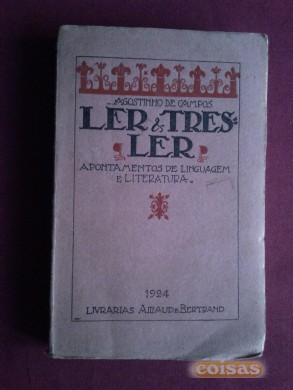 AGOSTINHO DE CAMPOS
LER & TRES-
LER
APONTAMENTOS DE LINGUAGEM
E LITERATURA.
1924
LIVRARIAS AILLAUD E BERTRAND
coisas